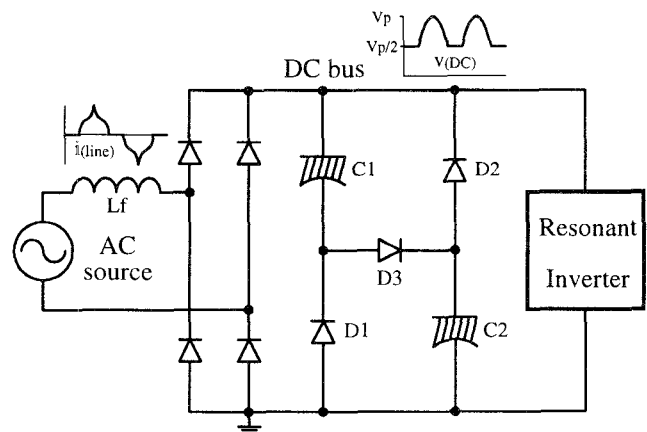 Vp
Vp/2
V(DC)
DC bus
i(line)
C1
D2
Lf
AC
source
D3
Resonant
Inverter
D1
C2